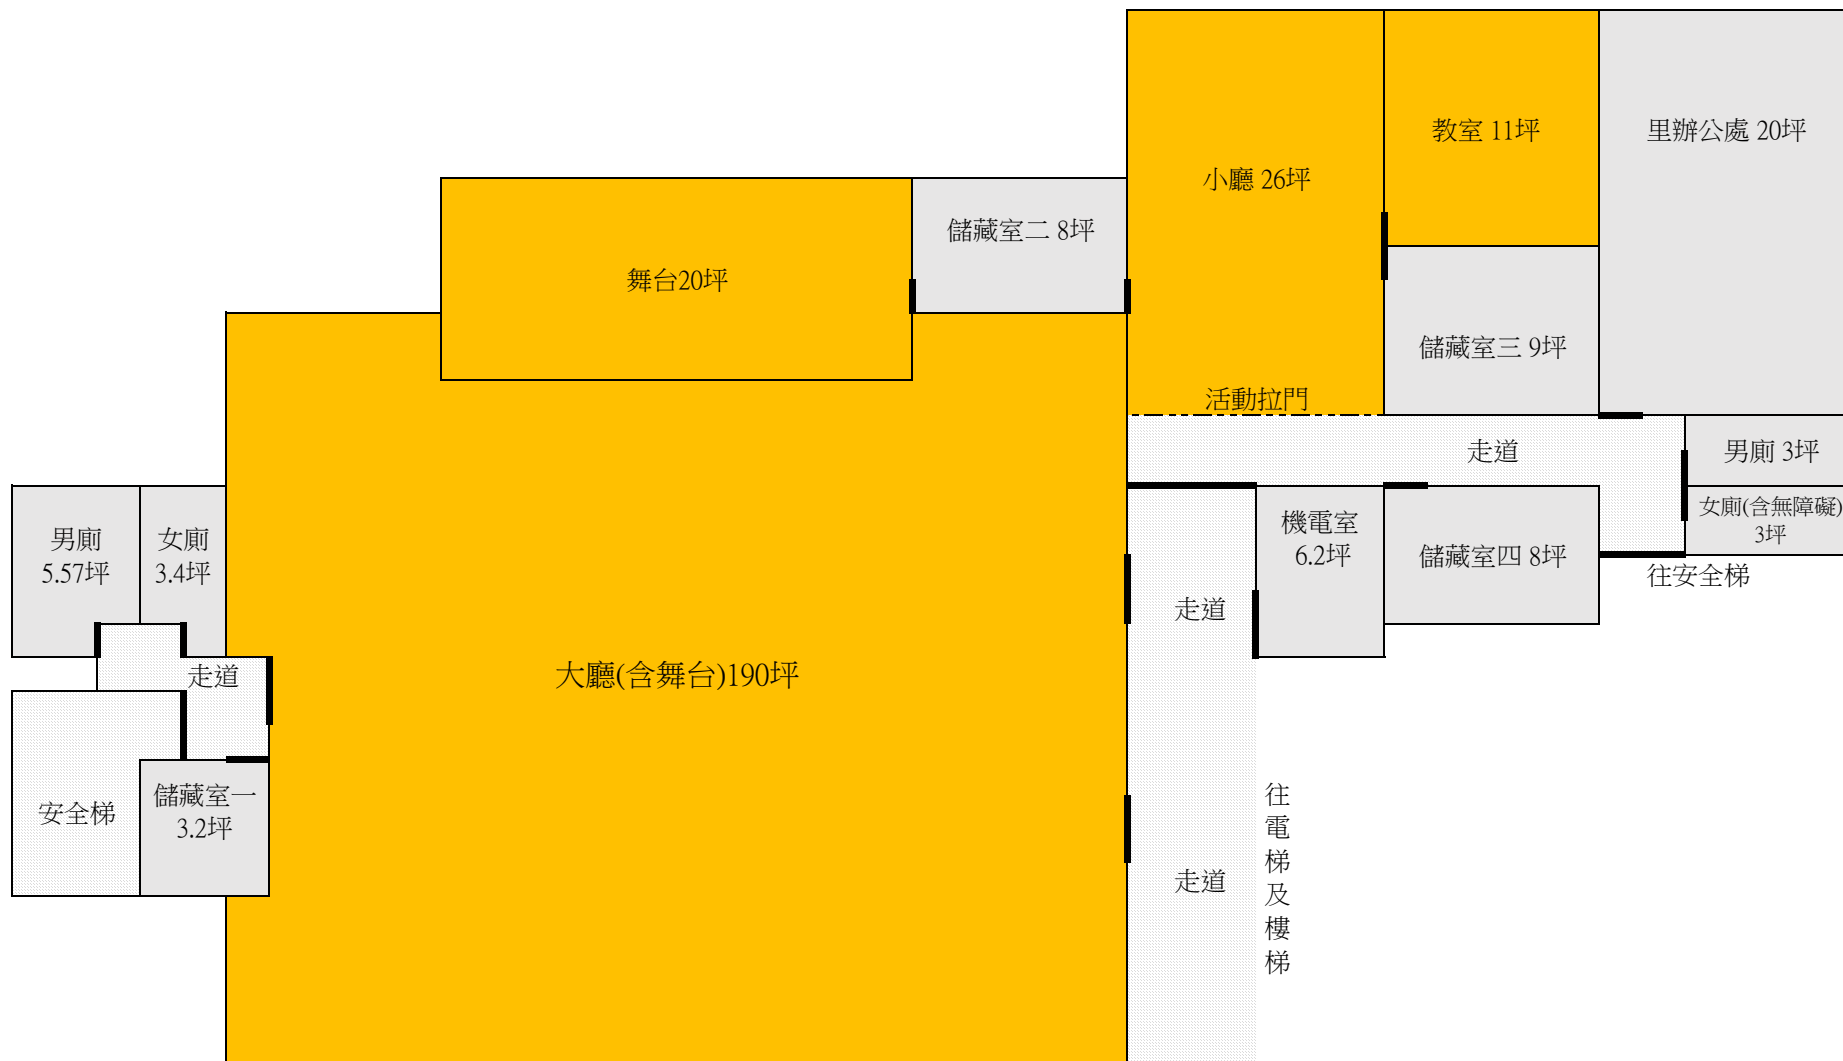 教室 11坪
里辦公處 20坪
小廳 26坪
儲藏室二 8坪
舞台20坪
儲藏室三 9坪
活動拉門
走道
男廁 3坪
女廁(含無障礙)
3坪
往安全梯
機電室
6.2坪
儲藏室四 8坪
男廁
5.57坪
女廁
3.4坪
走道
走道
大廳(含舞台)190坪
安全梯
儲藏室一
3.2坪
走道
往電梯及樓梯